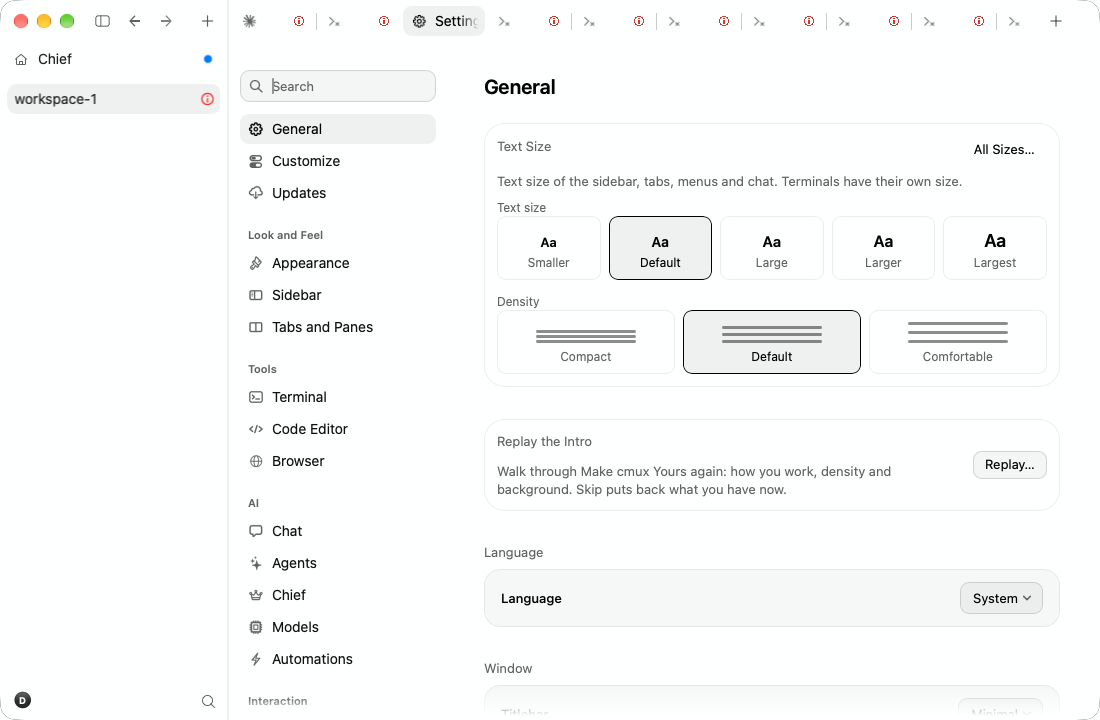 Setting
Chief
workspace-1
D
Search
General
Customize
Updates
Look and Feel
Appearance
Sidebar
Tabs and Panes
Tools
Terminal
Code Editor
Browser
AI
Chat
Agents
Chief
Models
Automations
Interaction
General
Text Size
All Sizes...
Text size of the sidebar, tabs, menus and chat. Terminals have their own size.
Text size
Aa Aa Aa Aa Aa
Smaller Default Large Larger Largest
Density
Compact Default Comfortable
Replay the Intro
Walk through Make cmux Yours again: how you work, density and
background. Skip puts back what you have now.
Replay...
Language
Language System
Window
Titlebar Minimal